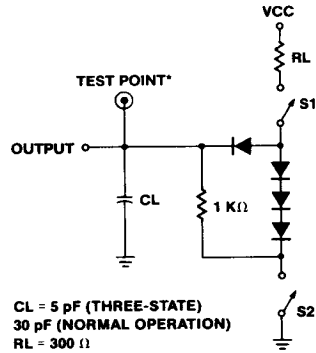 VCC
RL
TEST POINT*
S1
OUTPUT
CL
1 KΩ
S2
CL = 5 pF (THREE-STATE)
30 pF (NORMAL OPERATION)
RL = 300 Ω